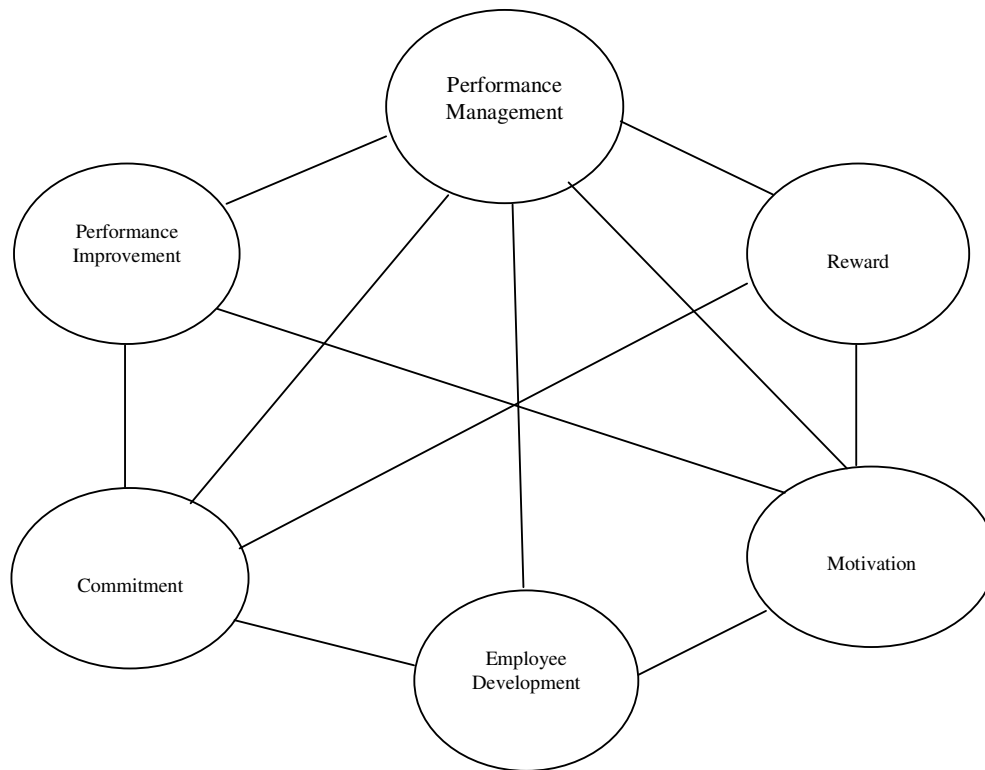 Performance
Management
Performance
Improvement
Reward
Commitment
Motivation
Employee
Development